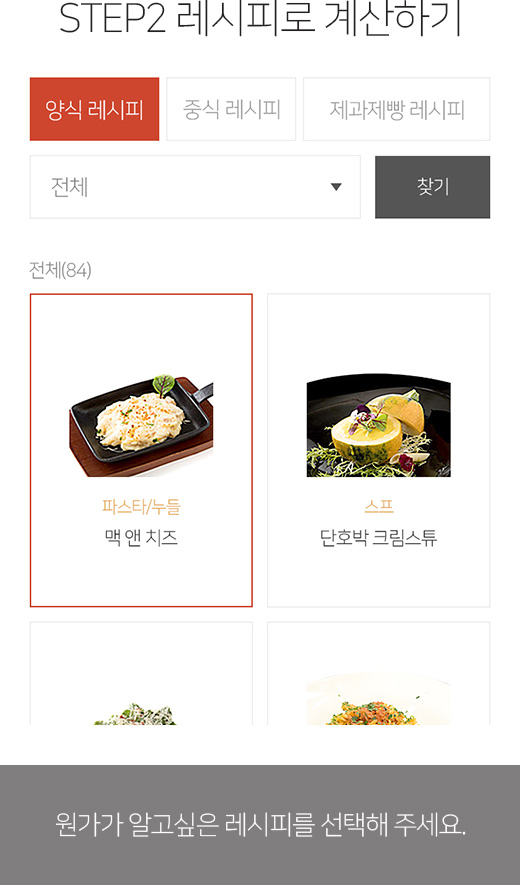 STEP2 레시피로 계산하기
양식 레시피 중식 레시피 제과제빵 레시피
전체 찾기
전체(84)
파스타/누들
맥 앤 치즈
스프
단호박 크림스튜
원가가 알고싶은 레시피를 선택해 주세요.